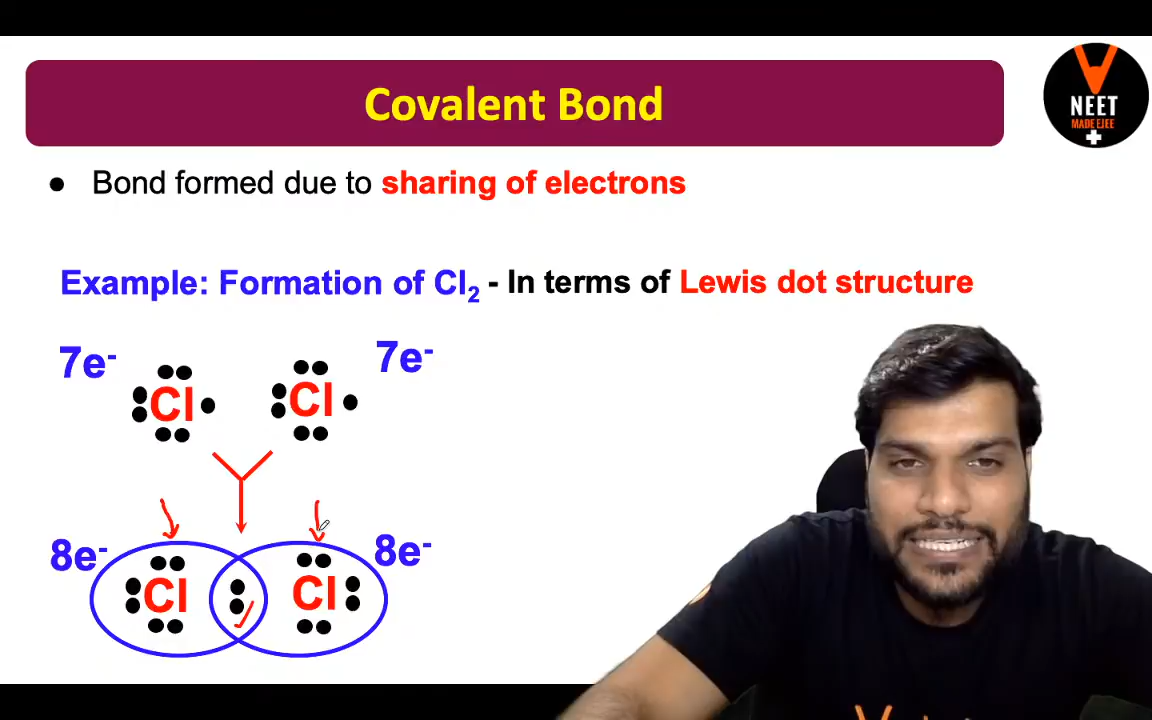 Covalent Bond
NEET
MADE EJEE
● Bond formed due to sharing of electrons
Example: Formation of Cl₂ - In terms of Lewis dot structure
7e⁻ 7e⁻
Cl Cl
8e⁻ 8e⁻
Cl Cl